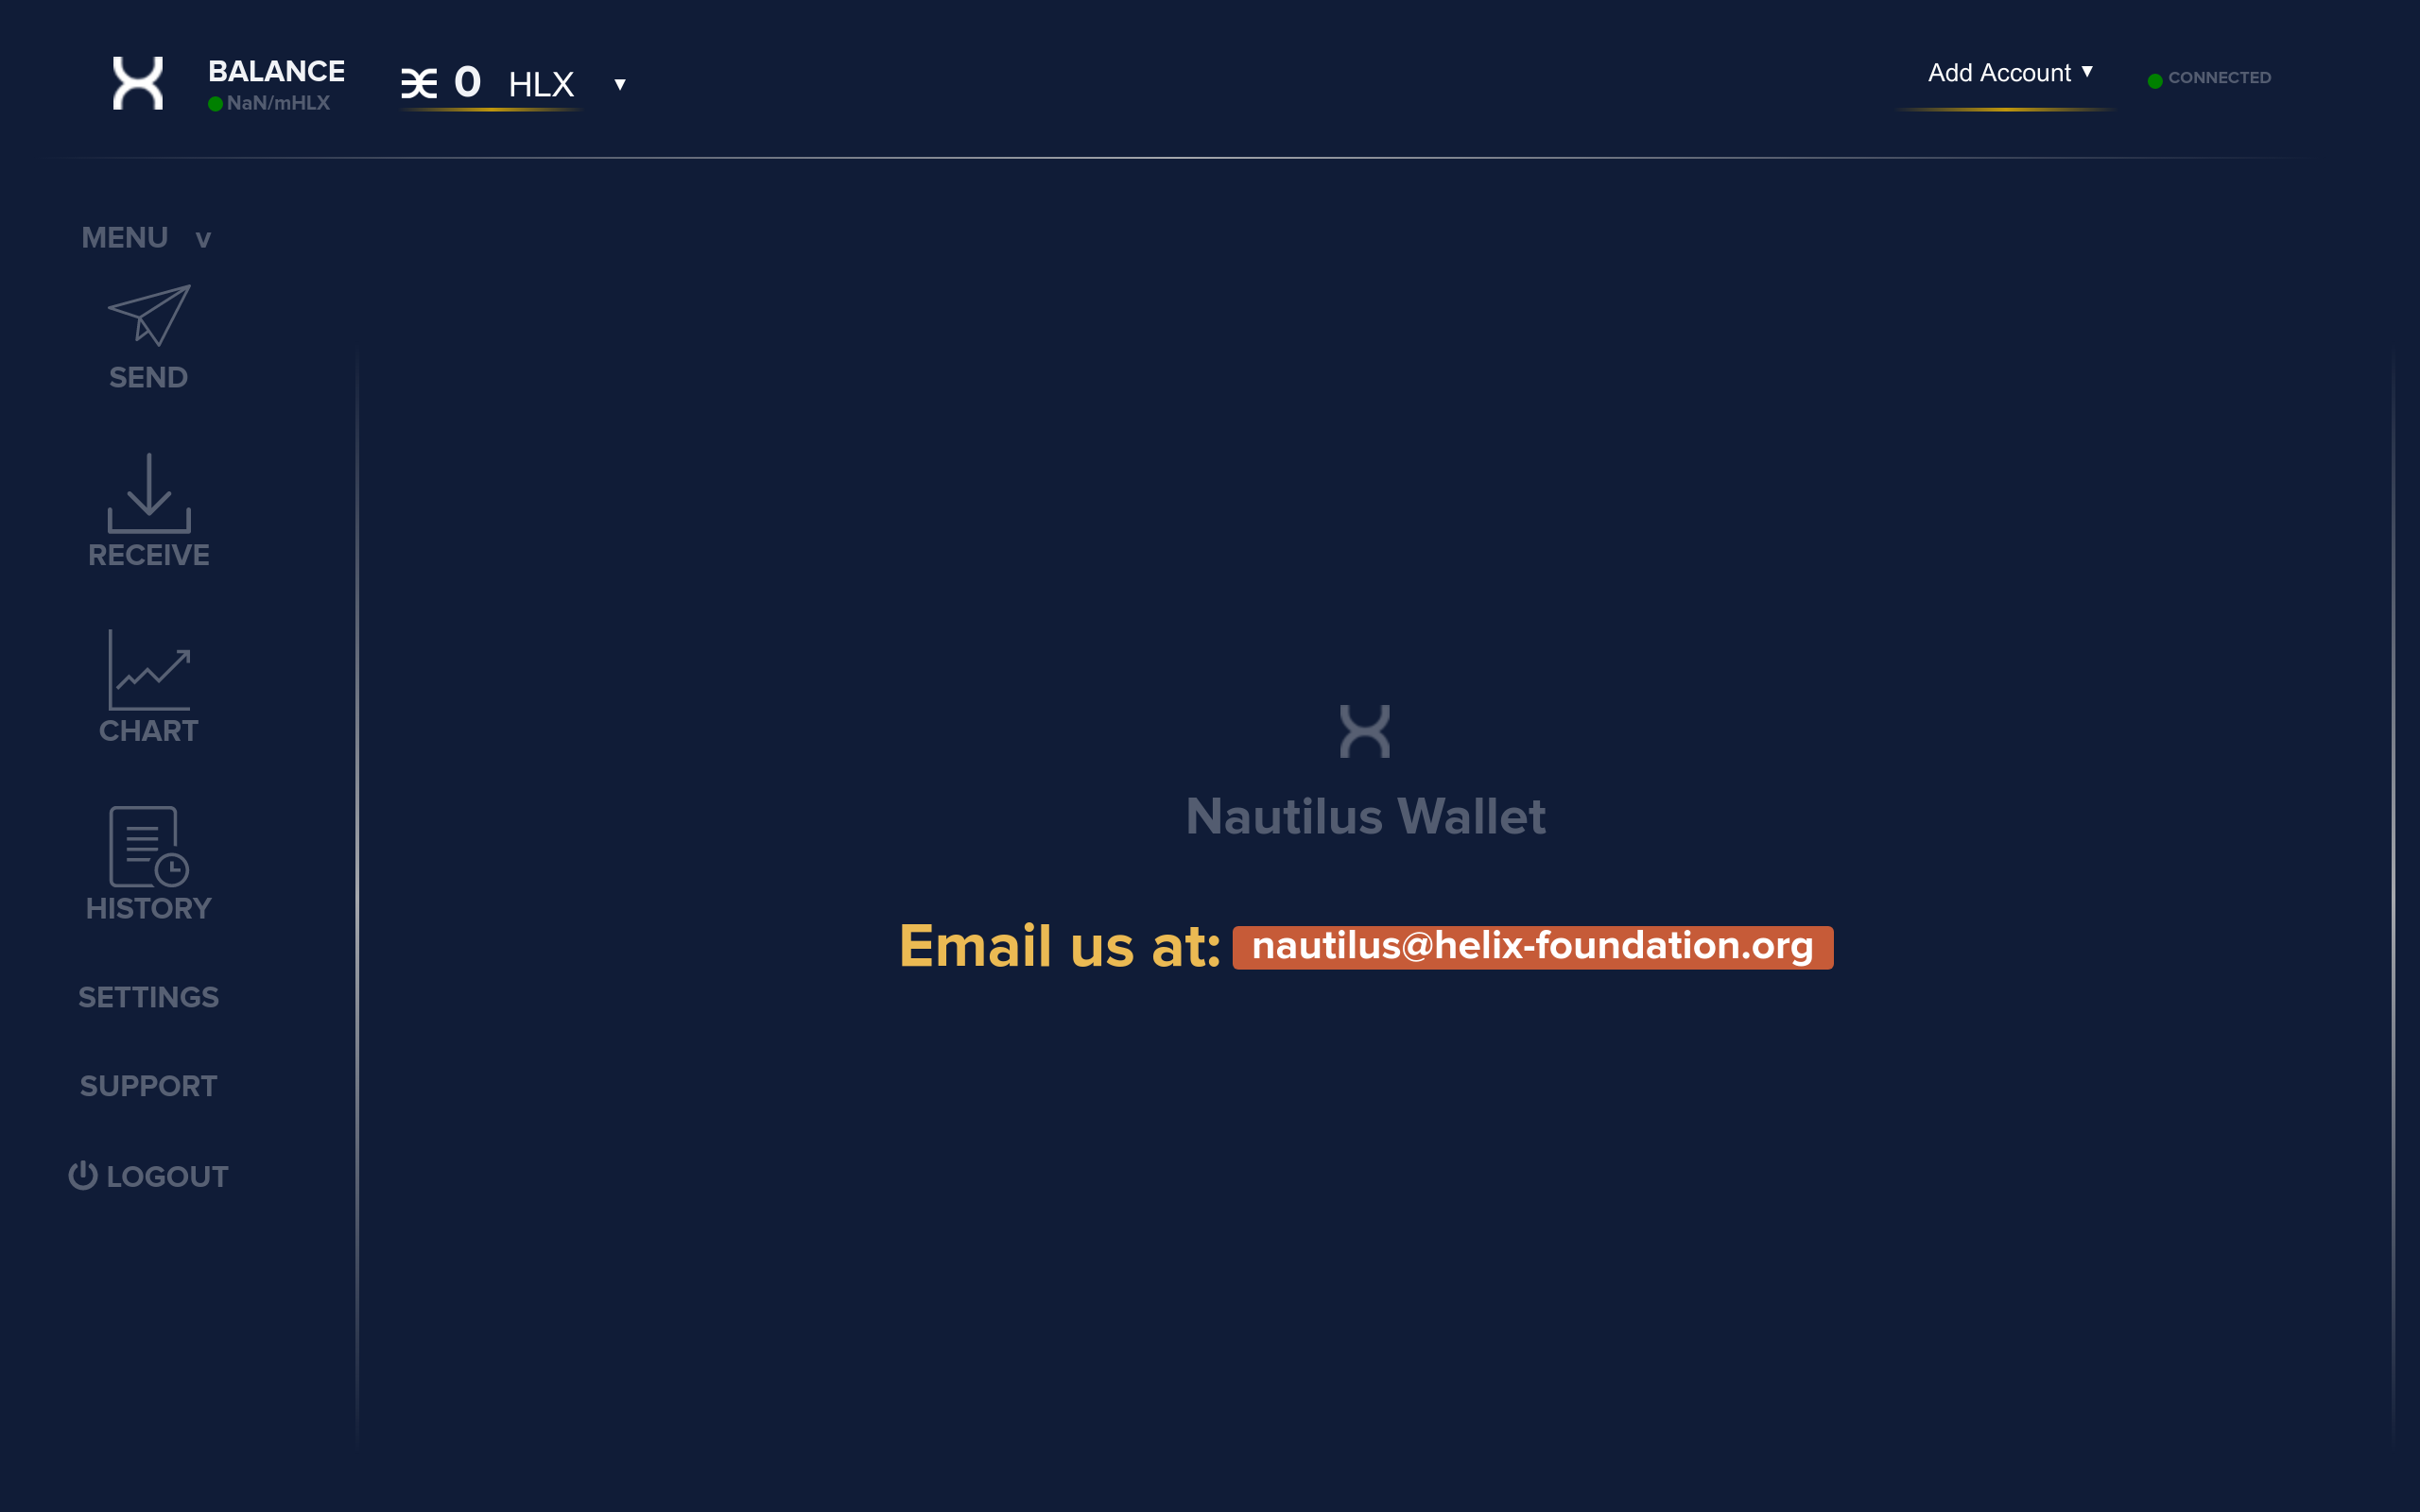 BALANCE
NaN/mHLX
0 HLX ▼
Add Account ▼
CONNECTED
MENU v
SEND
RECEIVE
CHART
HISTORY
SETTINGS
SUPPORT
LOGOUT
Nautilus Wallet
Email us at: nautilus@helix-foundation.org